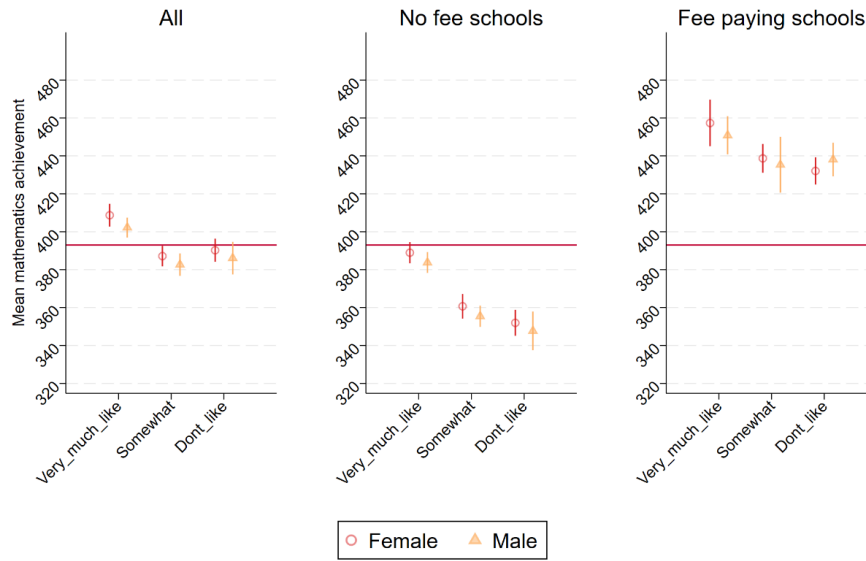 All
No fee schools
Fee paying schools
Mean mathematics achievement
480
460
440
420
400
380
360
340
320
Very_much_like
Somewhat
Dont_like
480
460
440
420
400
380
360
340
320
Very_much_like
Somewhat
Dont_like
480
460
440
420
400
380
360
340
320
Very_much_like
Somewhat
Dont_like
Female
Male